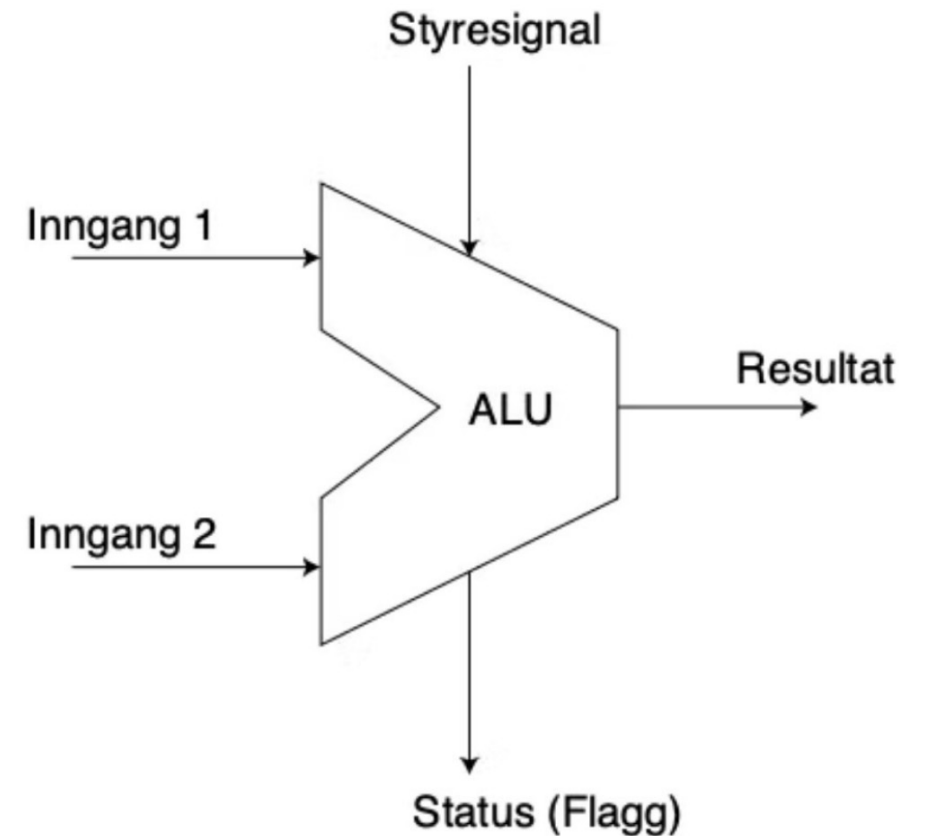 Styresignal
Inngang 1
Resultat
ALU
Inngang 2
Status (Flagg)